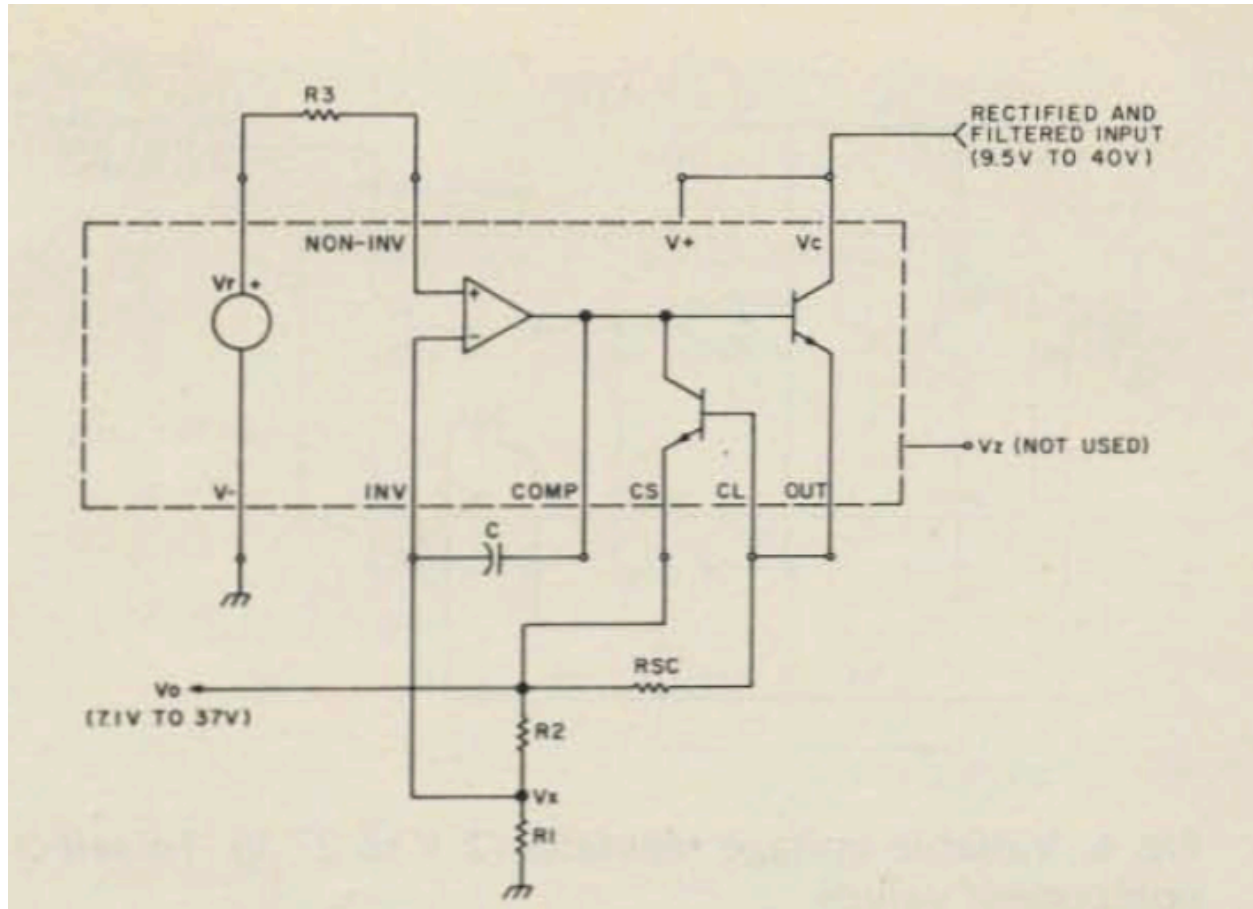 R3
RECTIFIED AND
FILTERED INPUT
(9.5V TO 40V)
NON-INV
V+
Vc
Vr +
+
-
Vz (NOT USED)
V-
INV
COMP
CS
CL
OUT
C
RSC
Vo
(7.1V TO 37V)
R2
Vx
R1